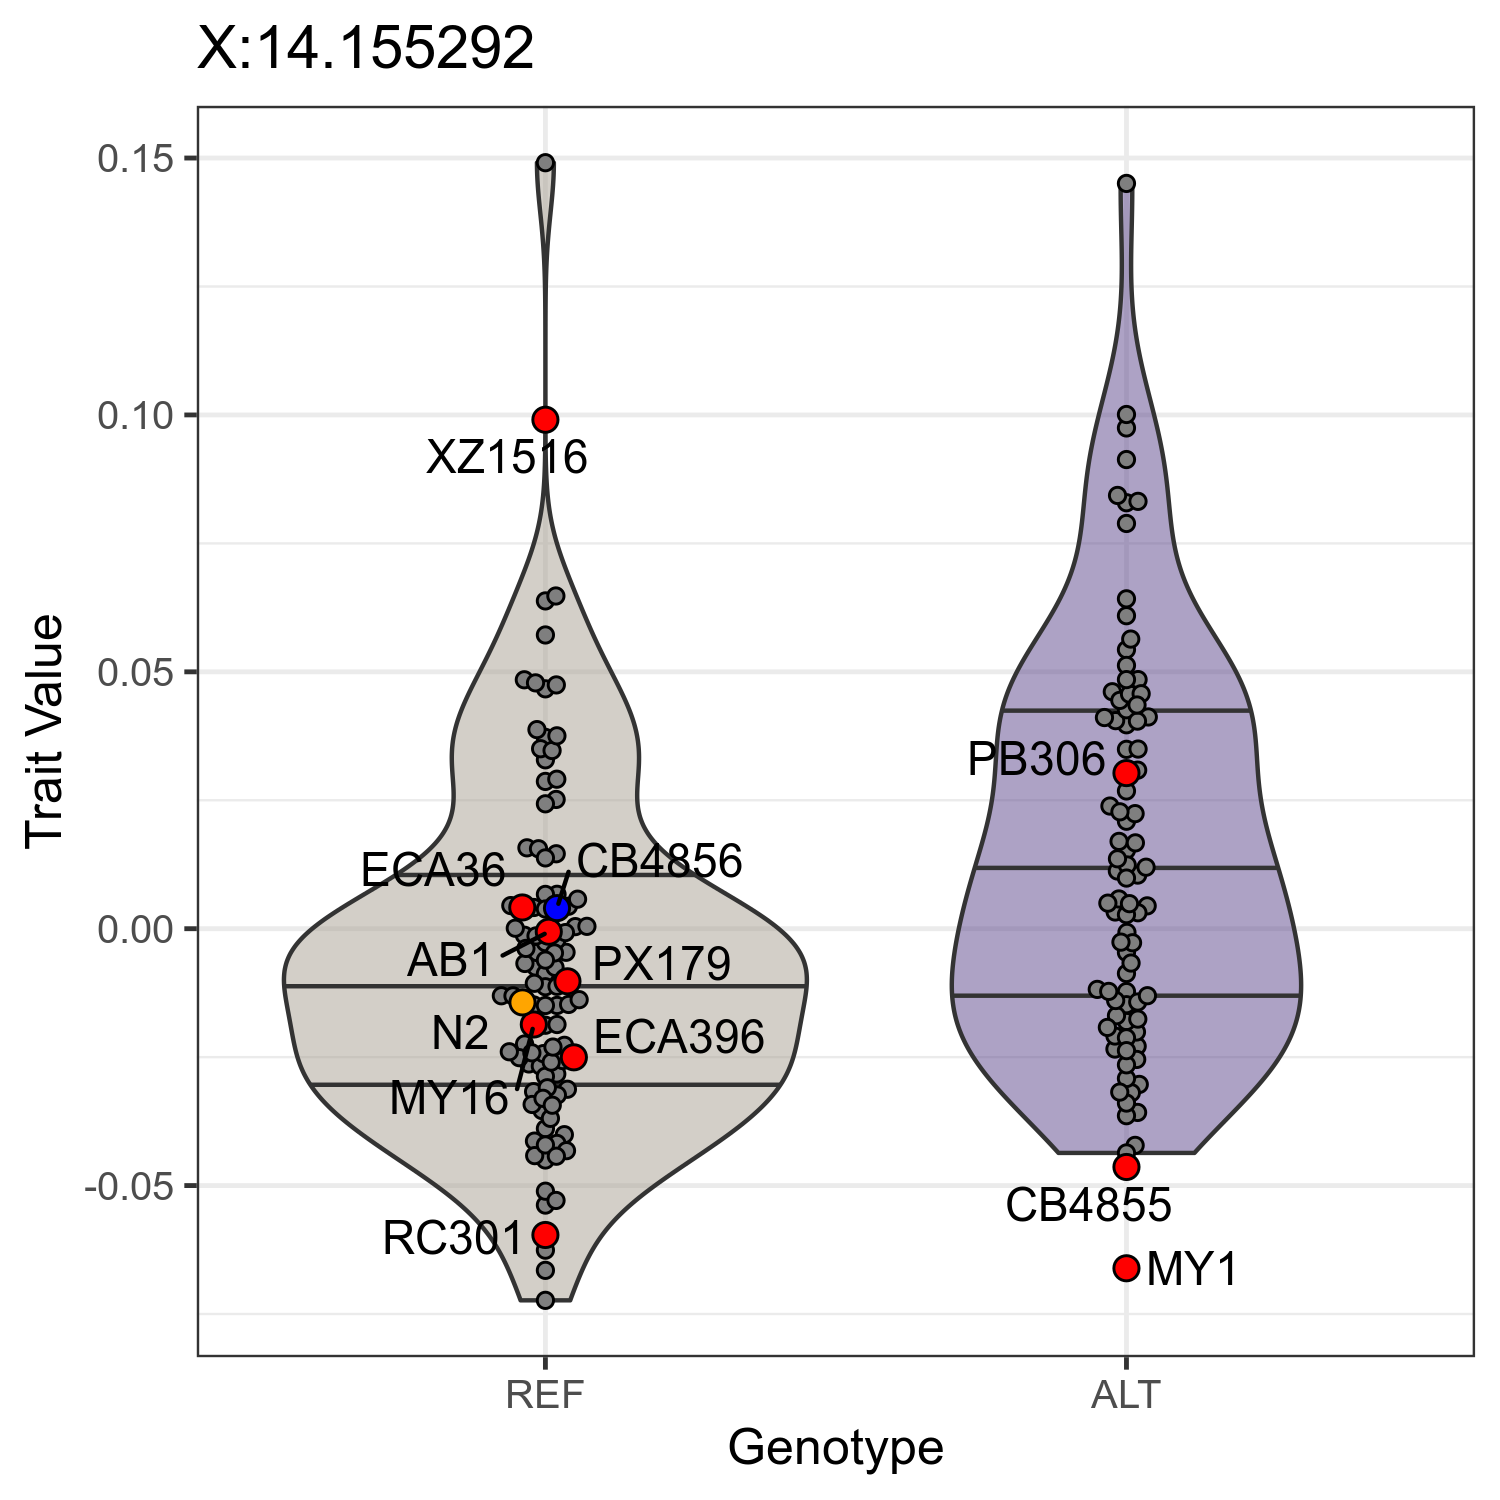 X:14.155292
Trait Value
0.15
0.10
0.05
0.00
-0.05
XZ1516
ECA36
CB4856
AB1
PX179
N2
ECA396
MY16
RC301
PB306
CB4855
MY1
REF
ALT
Genotype